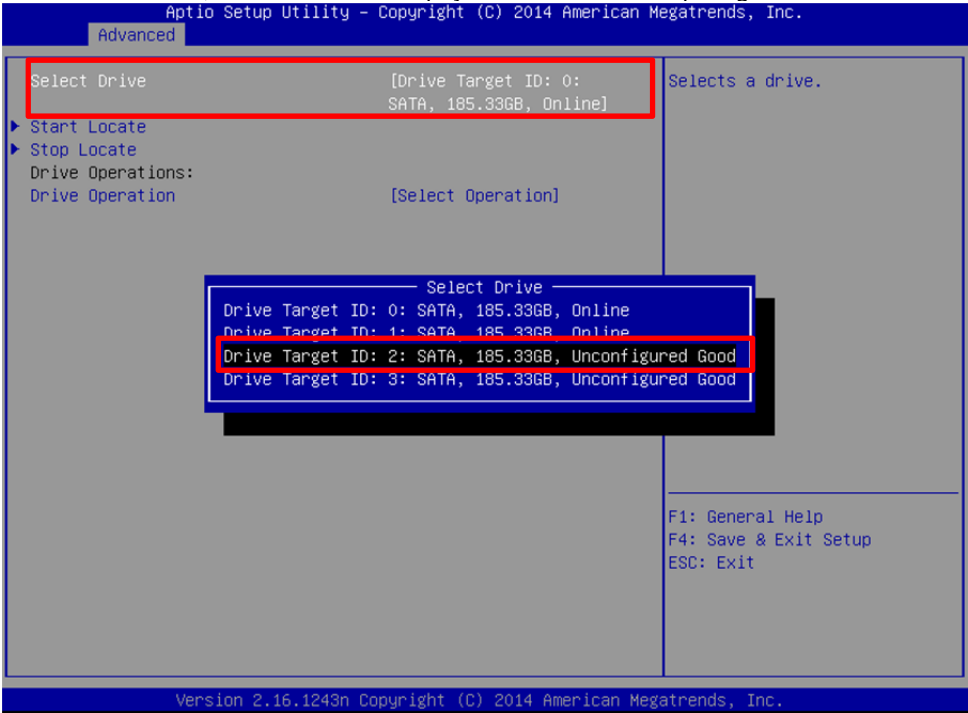 Aptio Setup Utility – Copyright (C) 2014 American Megatrends, Inc.
Advanced
Select Drive [Drive Target ID: 0:
SATA, 185.33GB, Online]
Selects a drive.
Start Locate
Stop Locate
Drive Operations:
Drive Operation [Select Operation]
Select Drive
Drive Target ID: 0: SATA, 185.33GB, Online
Drive Target ID: 1: SATA, 185.33GB, Online
Drive Target ID: 2: SATA, 185.33GB, Unconfigured Good
Drive Target ID: 3: SATA, 185.33GB, Unconfigured Good
F1: General Help
F4: Save & Exit Setup
ESC: Exit
Version 2.16.1243n Copyright (C) 2014 American Megatrends, Inc.